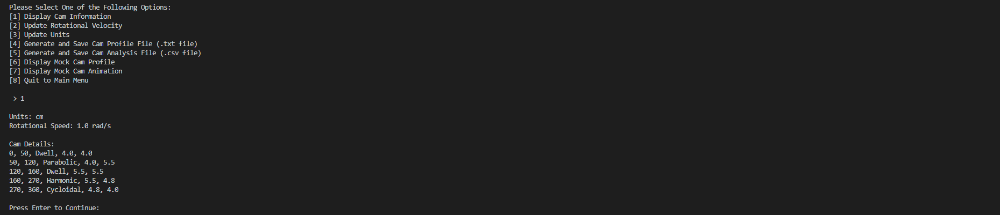 Please Select One of the Following Options:
[1] Display Cam Information
[2] Update Rotational Velocity
[3] Update Units
[4] Generate and Save Cam Profile File (.txt file)
[5] Generate and Save Cam Analysis File (.csv file)
[6] Display Mock Cam Profile
[7] Display Mock Cam Animation
[8] Quit to Main Menu
> 1
Units: cm
Rotational Speed: 1.0 rad/s
Cam Details:
0, 50, Dwell, 4.0, 4.0
50, 120, Parabolic, 4.0, 5.5
120, 160, Dwell, 5.5, 5.5
160, 270, Harmonic, 5.5, 4.8
270, 360, Cycloidal, 4.8, 4.0
Press Enter to Continue: